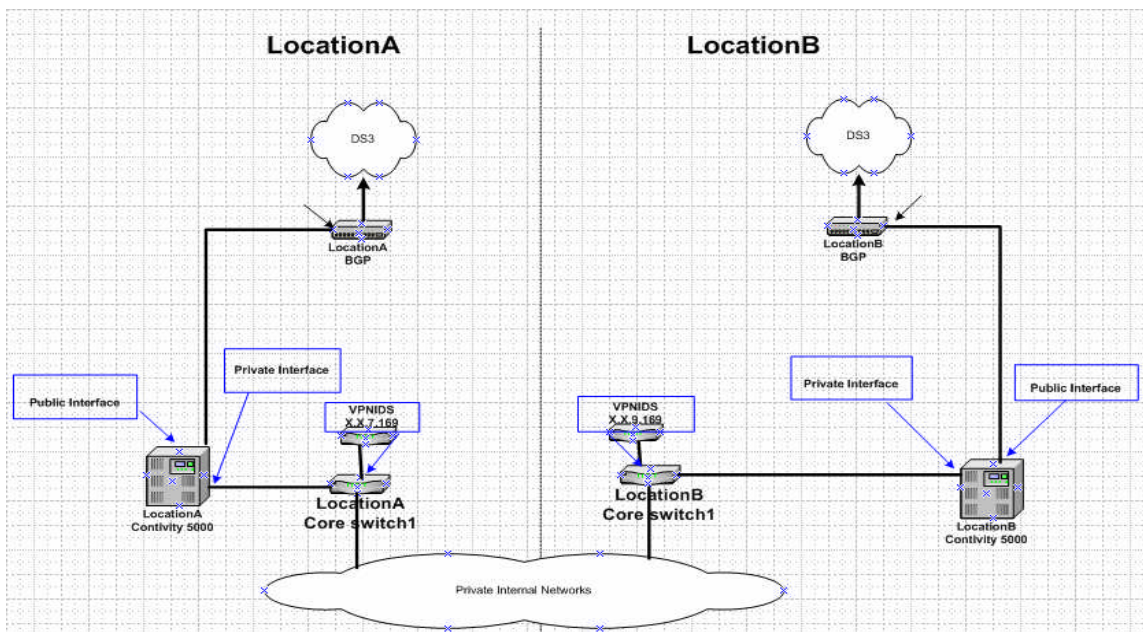 LocationA
LocationB
DS3
DS3
LocationA
BGP
LocationB
BGP
Public Interface
Private Interface
VPNIDS
X.X.7.169
VPNIDS
X.X.9.169
Private Interface
Public Interface
LocationA
Contivity 5000
LocationA
Core switch1
LocationB
Core switch1
LocationB
Contivity 5000
Private Internal Networks